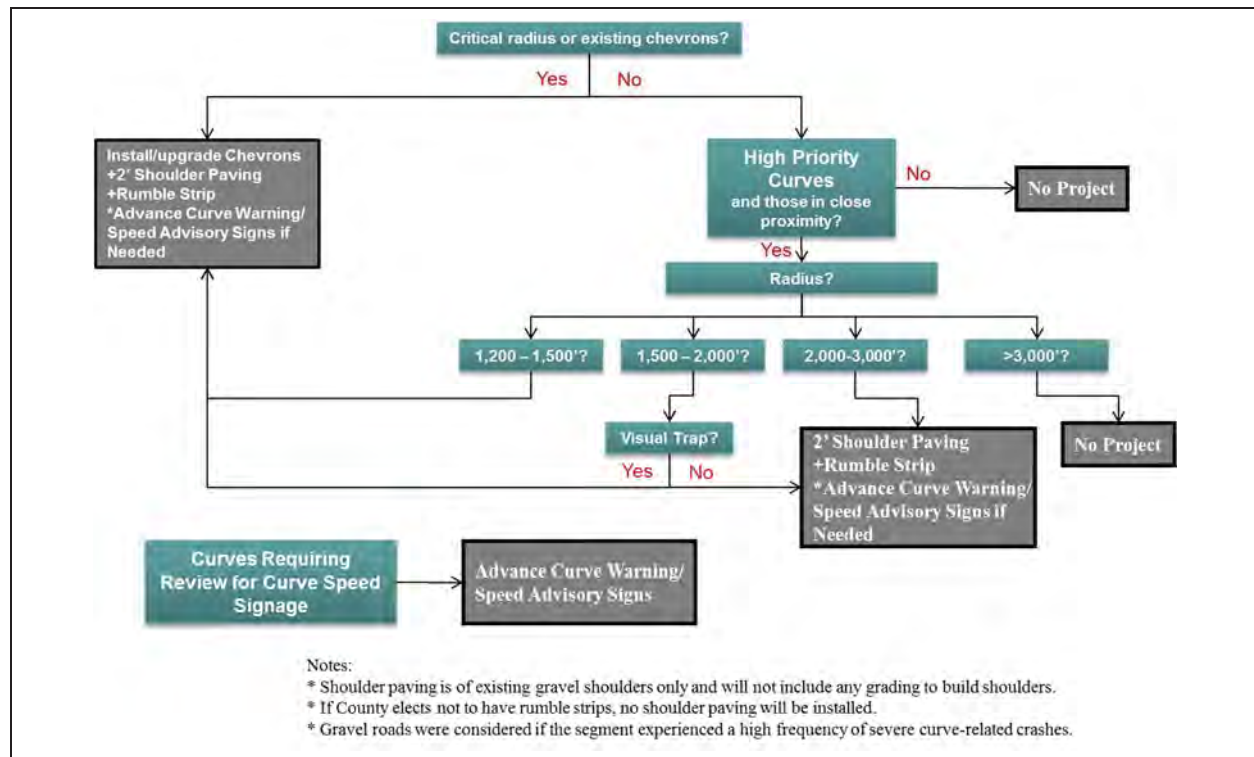 Critical radius or existing chevrons?
Yes
No
Install/upgrade Chevrons
+2' Shoulder Paving
+Rumble Strip
*Advance Curve Warning/
Speed Advisory Signs if
Needed
High Priority
Curves
and those in close
proximity?
No
No Project
Yes
Radius?
1,200 – 1,500'?
1,500 – 2,000'?
2,000-3,000'?
>3,000'?
Visual Trap?
Yes
No
2' Shoulder Paving
+Rumble Strip
*Advance Curve Warning/
Speed Advisory Signs if
Needed
No Project
Curves Requiring
Review for Curve Speed
Signage
Advance Curve Warning/
Speed Advisory Signs
Notes:
* Shoulder paving is of existing gravel shoulders only and will not include any grading to build shoulders.
* If County elects not to have rumble strips, no shoulder paving will be installed.
* Gravel roads were considered if the segment experienced a high frequency of severe curve-related crashes.